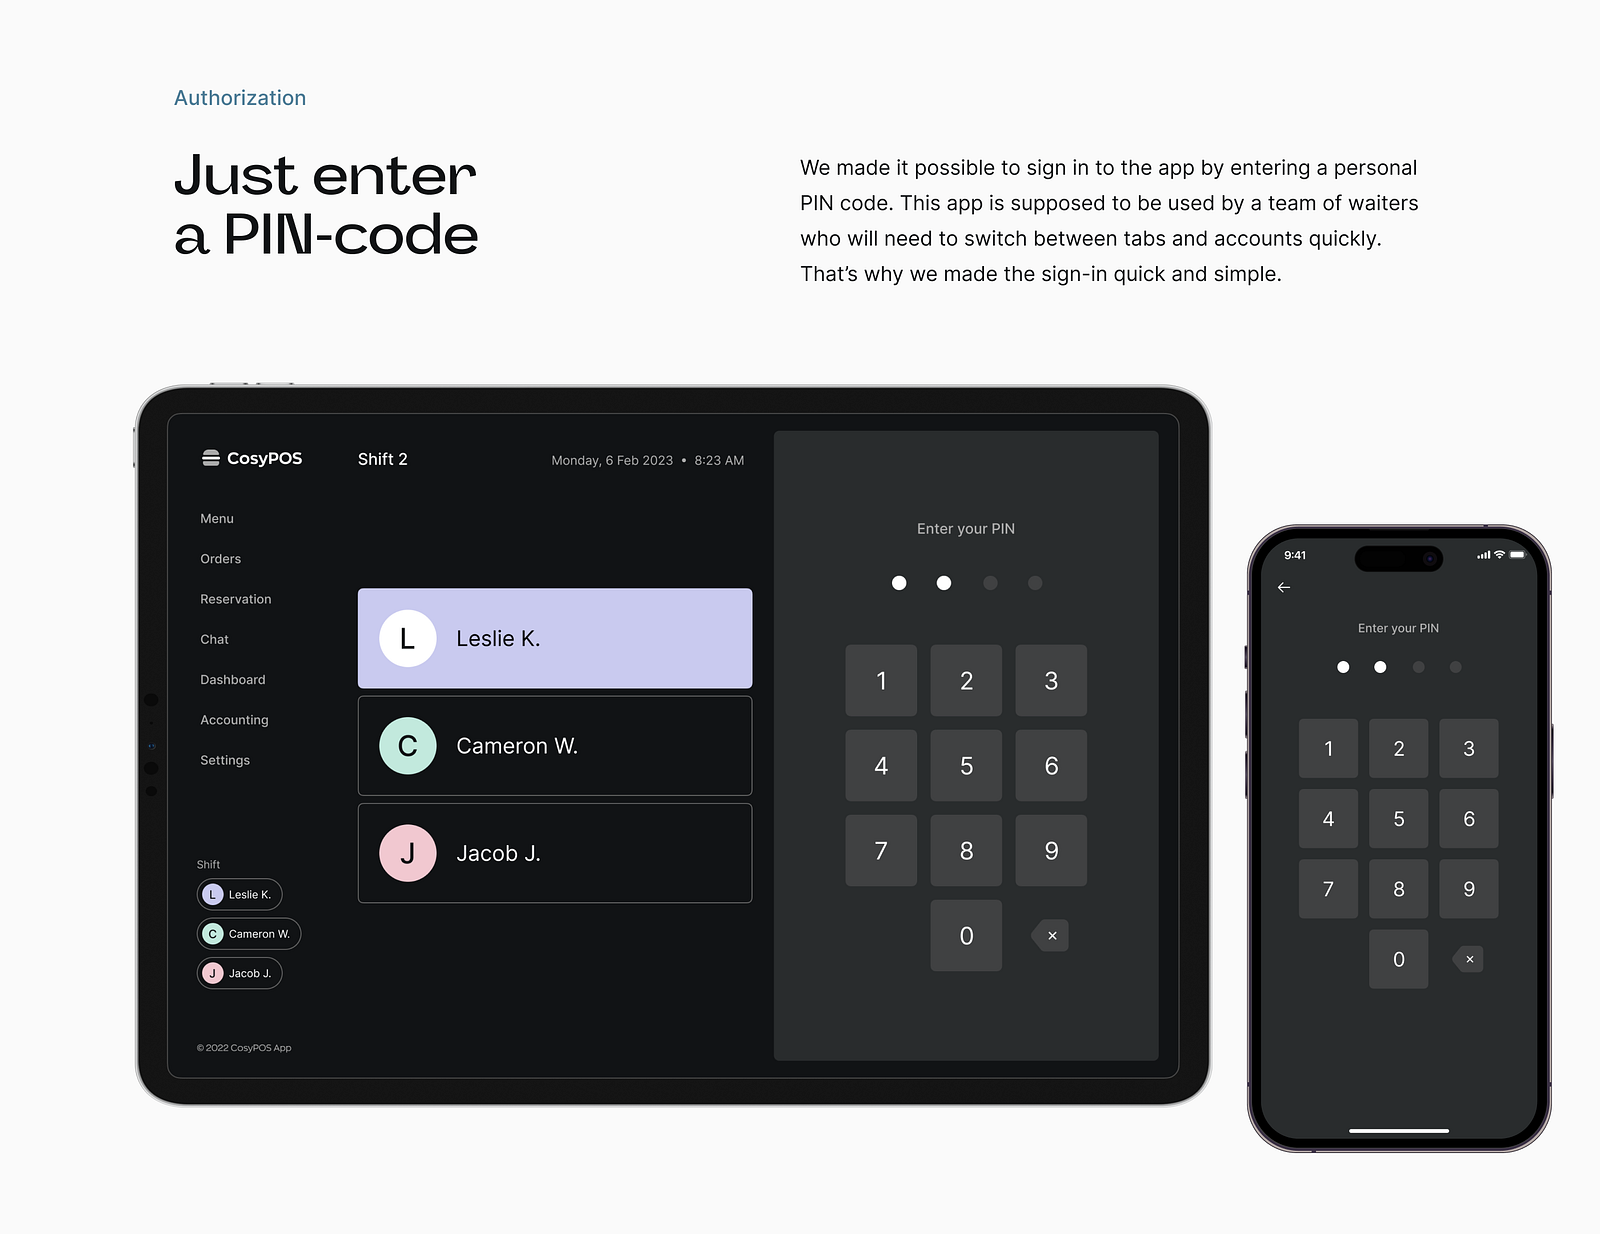 Authorization
Just enter
a PIN-code
We made it possible to sign in to the app by entering a personal
PIN code. This app is supposed to be used by a team of waiters
who will need to switch between tabs and accounts quickly.
That’s why we made the sign-in quick and simple.
CosyPOS
Shift 2
Monday, 6 Feb 2023 • 8:23 AM
Menu
Orders
Reservation
Chat
Dashboard
Accounting
Settings
Shift
L Leslie K.
C Cameron W.
J Jacob J.
© 2022 CosyPOS App
L Leslie K.
C Cameron W.
J Jacob J.
Enter your PIN
1 2 3
4 5 6
7 8 9
0 ×
9:41
Enter your PIN
1 2 3
4 5 6
7 8 9
0 ×